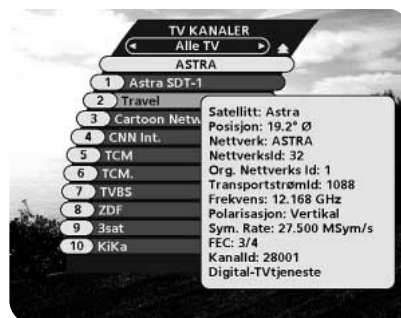 TV KANALER
Alle TV
ASTRA
1 Astra SDT-1
2 Travel
3 Cartoon Netw
4 CNN Int.
5 TCM
6 TCM.
7 TVBS
8 ZDF
9 3sat
10 KiKa
Satellitt: Astra
Posisjon: 19.2° Ø
Nettverk: ASTRA
NettverksId: 32
Org. Nettverks Id: 1
TransportstrømId: 1088
Frekvens: 12.168 GHz
Polarisasjon: Vertikal
Sym. Rate: 27.500 MSym/s
FEC: 3/4
KanalId: 28001
Digital-TVtjeneste